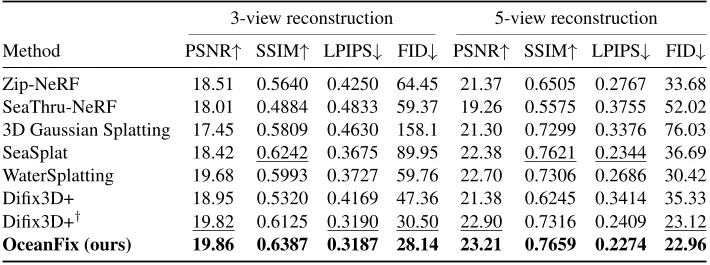 3-view reconstruction 5-view reconstruction
Method PSNR↑ SSIM↑ LPIPS↓ FID↓ PSNR↑ SSIM↑ LPIPS↓ FID↓
Zip-NeRF 18.51 0.5640 0.4250 64.45 21.37 0.6505 0.2767 33.68
SeaThru-NeRF 18.01 0.4884 0.4833 59.37 19.26 0.5575 0.3755 52.02
3D Gaussian Splatting 17.45 0.5809 0.4630 158.1 21.30 0.7299 0.3376 76.03
SeaSplat 18.42 0.6242 0.3675 89.95 22.38 0.7621 0.2344 36.69
WaterSplatting 19.68 0.5993 0.3727 59.76 22.70 0.7306 0.2686 30.42
Difix3D+ 18.95 0.5320 0.4169 47.36 21.38 0.6245 0.3414 35.33
Difix3D+† 19.82 0.6125 0.3190 30.50 22.90 0.7316 0.2409 23.12
OceanFix (ours) 19.86 0.6387 0.3187 28.14 23.21 0.7659 0.2274 22.96